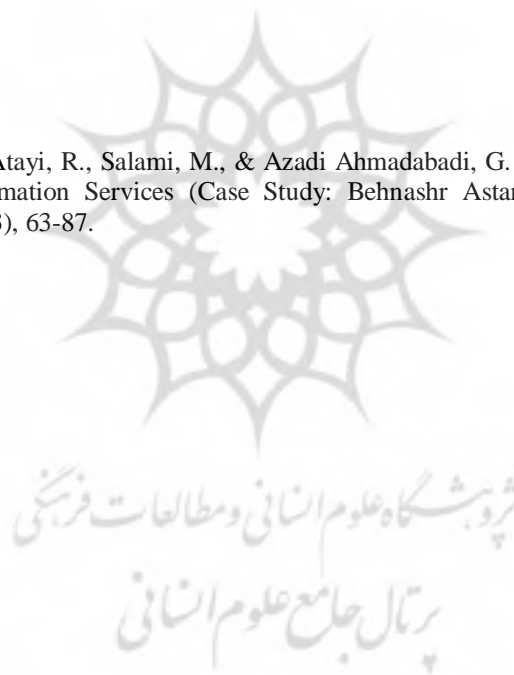 Atayi, R., Salami, M., & Azadi Ahmadabadi, G.
mation Services (Case Study: Behnashr Astan
), 63-87.
پژوهشگاه علوم انسانی و مطالعات فرهنگی
پرتال جامع علوم انسانی